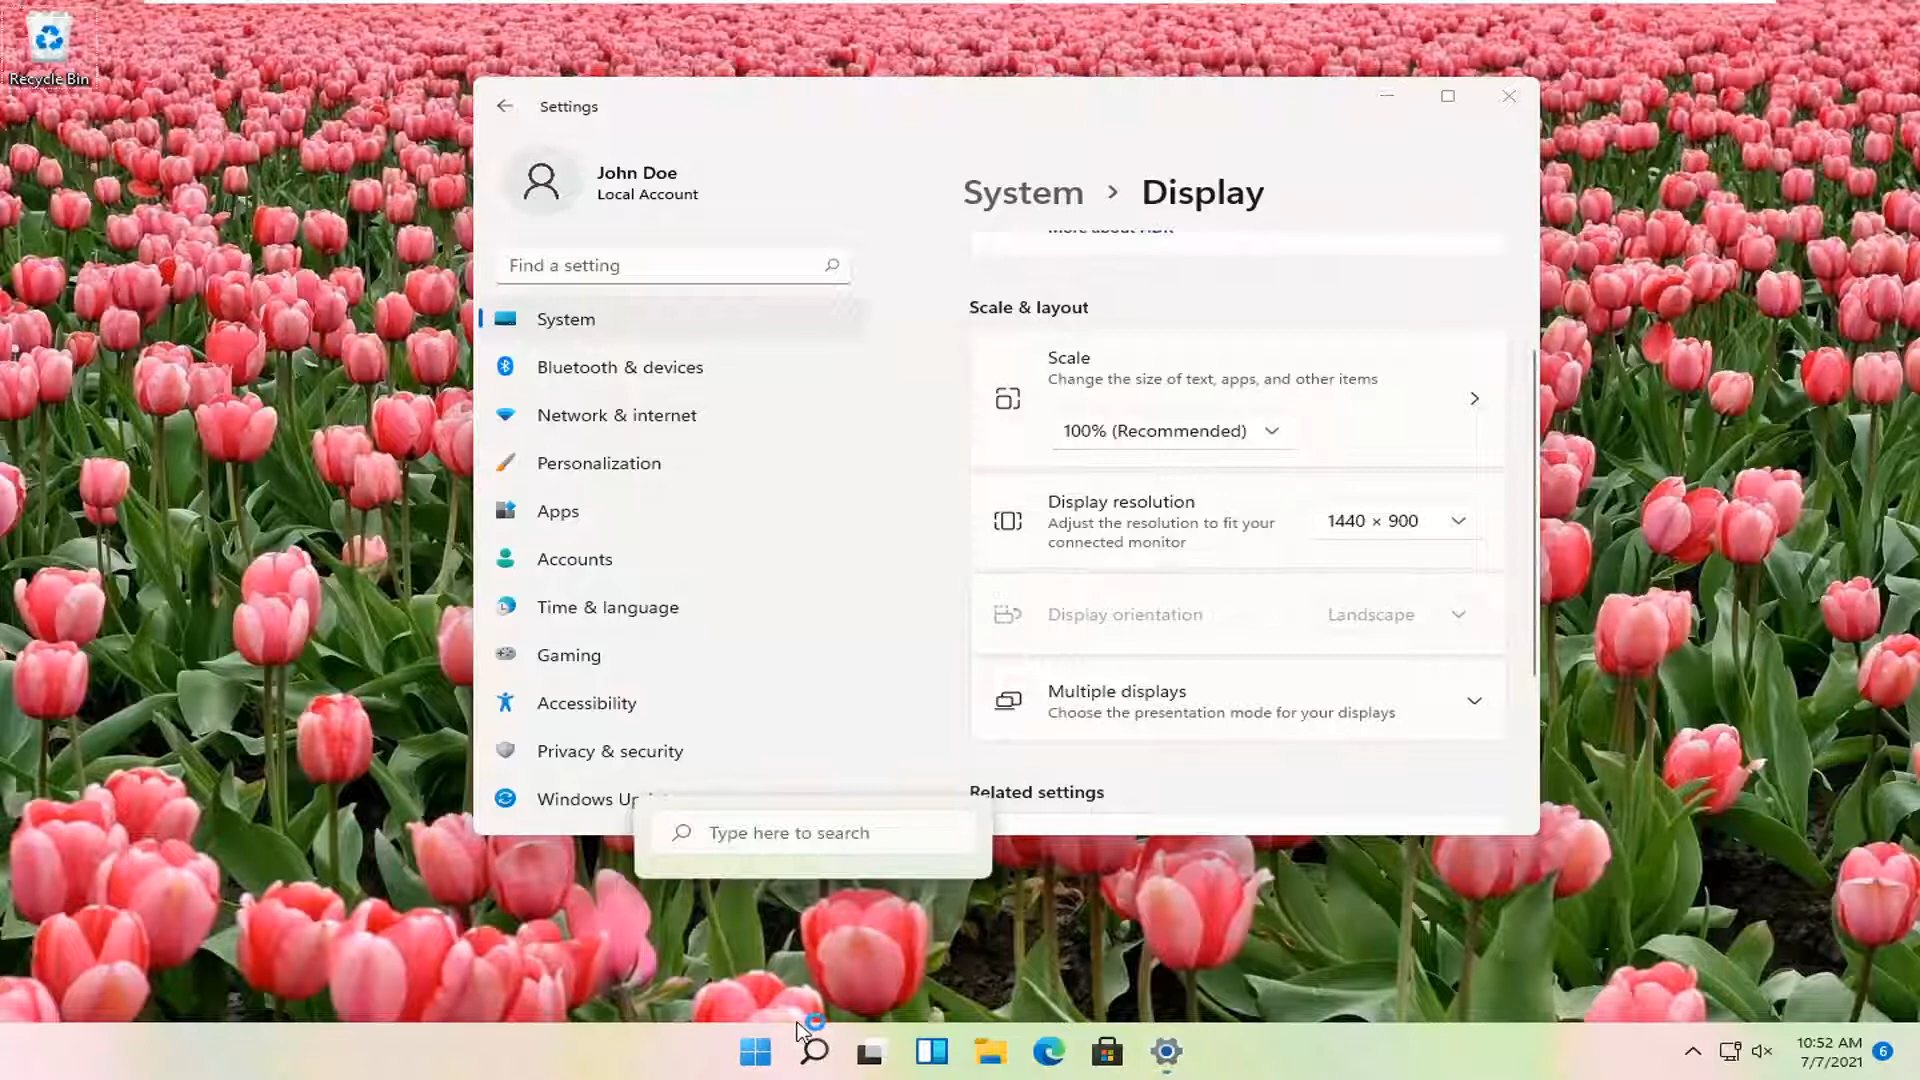 Recycle Bin
Settings
John Doe
Local Account
Find a setting
System
Bluetooth & devices
Network & internet
Personalization
Apps
Accounts
Time & language
Gaming
Accessibility
Privacy & security
Windows
System > Display
More about HDR
Scale & layout
Scale
Change the size of text, apps, and other items
100% (Recommended)
Display resolution
Adjust the resolution to fit your
connected monitor
1440 × 900
Display orientation
Landscape
Multiple displays
Choose the presentation mode for your displays
Related settings
Type here to search
10:52 AM
7/7/2021
6